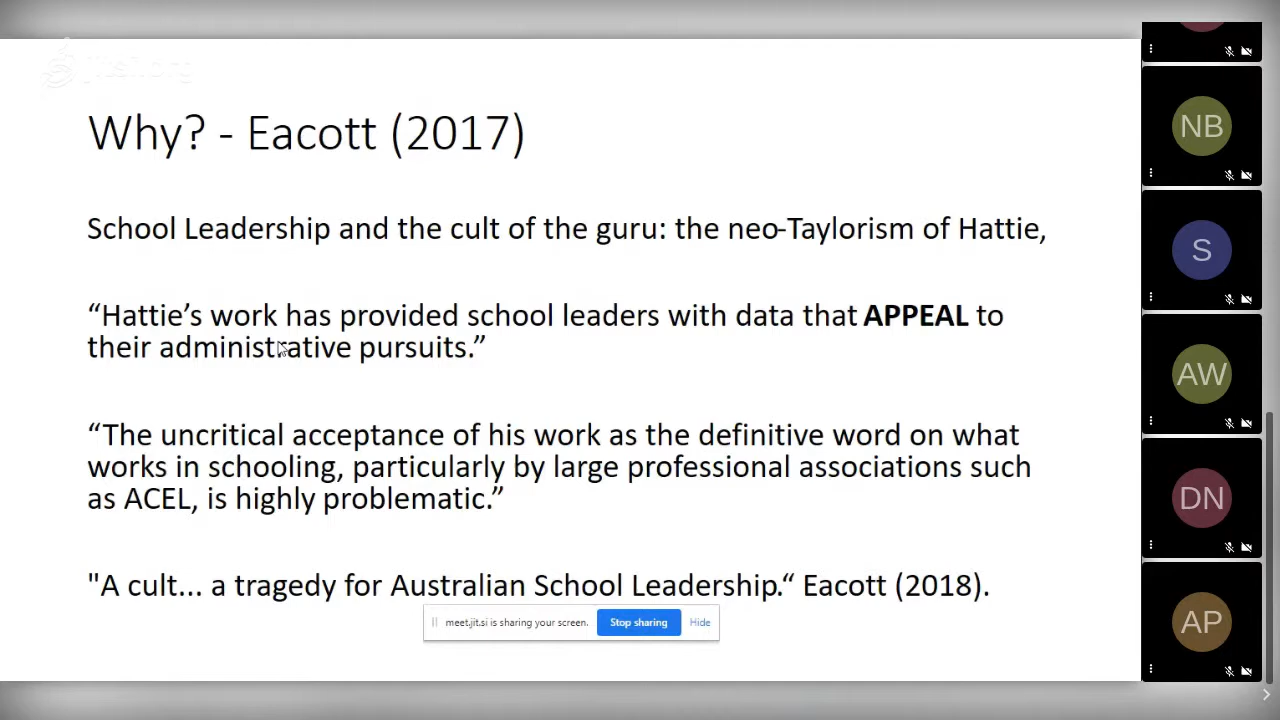 Why? - Eacott (2017)
School Leadership and the cult of the guru: the neo-Taylorism of Hattie,
“Hattie’s work has provided school leaders with data that APPEAL to
their administrative pursuits.”
“The uncritical acceptance of his work as the definitive word on what
works in schooling, particularly by large professional associations such
as ACEL, is highly problematic.”
"A cult... a tragedy for Australian School Leadership.“ Eacott (2018).
meet.jit.si is sharing your screen. Stop sharing Hide
NB
S
AW
DN
AP